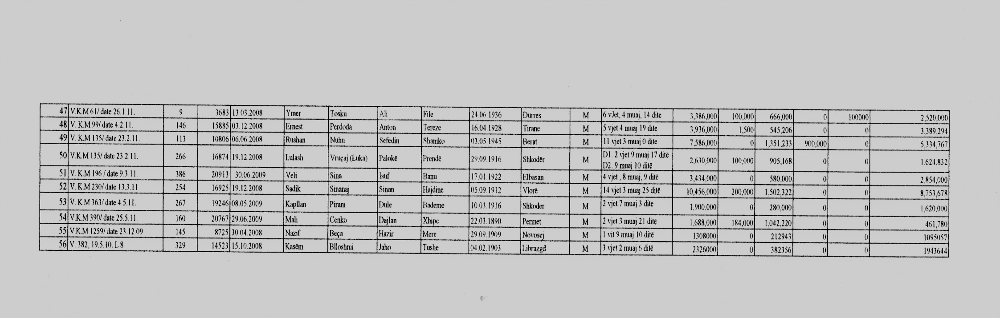 47 V.K.M 61/ date 26.1.11. 9 3683 13 03.2008 Ymer Tosku Ali File 24.06.1936 Durres M 6 vJet, 4 muaj, 14 dite 3,386,000 100,000 666,000 0 100000 2,520,000
48 V. K.M 99/ date 4.2.11. 146 15885 03.12 2008 Ernest Perdoda Anton Tereze 16.04.1928 Tirane M 5 vjet 4 muaj 19 dite 3,936,000 1,500 545,206 0 0 3,389,294
49 V. K.M 135/ date 23.2.11. 113 10806 06.06.2008 Rushan Nuhu Sefedin Shaniko 03.05.1945 Berat M 11 vjet 3 muaj 0 dite 7,586,000 0 1,351,233 900,000 0 5,334,767
50 V.K.M 135/ date 23.2.11. 266 16874 19.12.2008 Lulash Vruçaj (Luka) Palokë Prendë 29.09.1916 Shkodër M D1. 2 vjet 9 muaj 17 ditë 2,630,000 100,000 905,168 0 0 1,624,832
D2. 9 muaj 10 ditë
51 V. K.M 196 / date 9.3 11. 386 20913 30.06.2009 Veli Sina Isuf Banu 17.01.1922 Elbasan M 4 vjet , 8 muaj, 9 ditë 3,434,000 0 580,000 0 0 2,854,000
52 V. K.M 230/ date 13.3.11 254 16925 19.12.2008 Sadik Sinanaj Sinan Hajdine 05.09.1912 Vlorë M 14 vjet 3 muaj 25 ditë 10,456,000 200,000 1,502,322 0 0 8,753,678
53 V. K.M 363/ date 4.5.11. 267 19246 08.05.2009 Kapllan Pirani Dule Bademe 10.03.1916 Shkoder M 2 vjet 7 muaj 3 dite 1,900,000 0 280,000 0 0 1,620,000
54 V.K.M 390/ date 25.5.11. 160 20767 29.06.2009 Mali Cenko Dajlan Xhipe 22.03.1890 Permet M 2 vjet 3 muaj 21 ditë 1,688,000 184,000 1,042,220 0 0 461,780
55 V.K.M 1259/ date 23.12.09. 145 8725 30.04.2008 Nazif Beça Hazir Mere 29.09.1909 Novosej M 1 vit 9 muaj 10 ditë 1308000 0 212943 0 0 1095057
56 V. 382, 19.5.10. L 8 329 14523 15.10.2008 Kasëm Blloshmi Jaho Tushe 04.02.1903 Librazgd M 3 vjet 2 muaj 6 ditë 2326000 0 382356 0 0 1943644